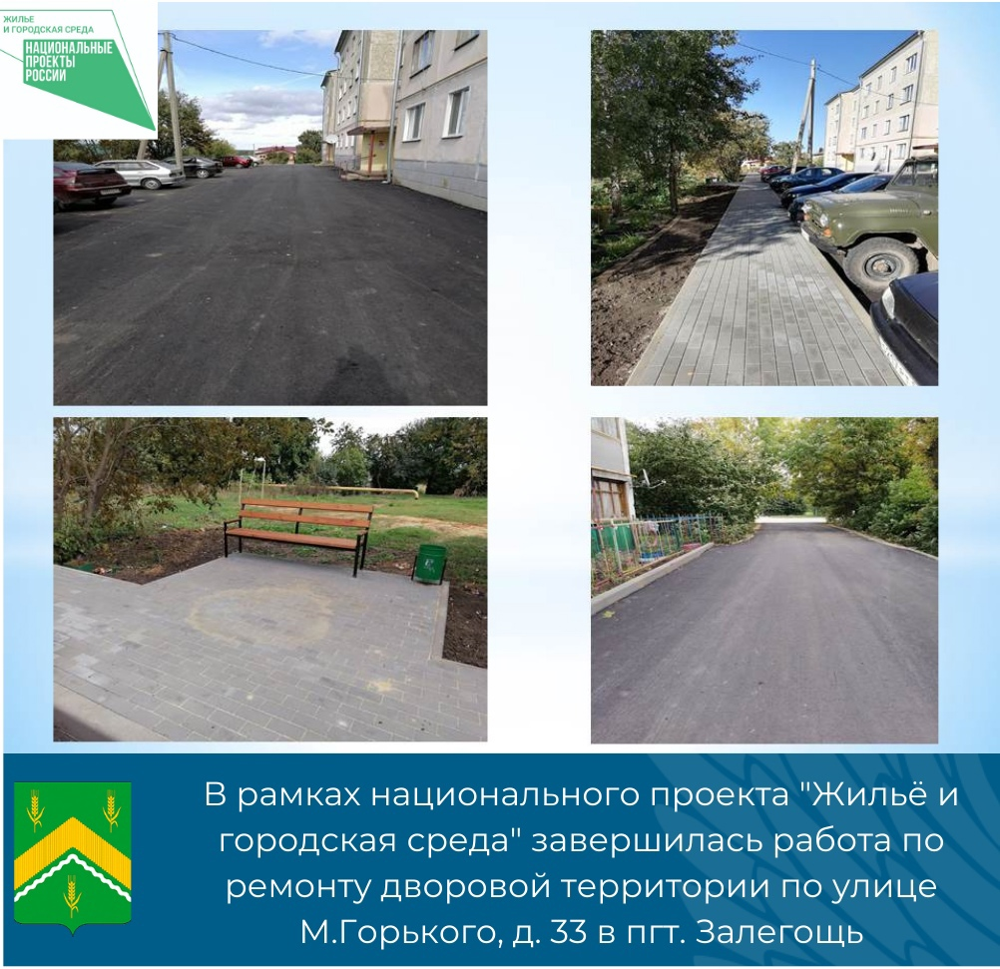 ЖИЛЬЕ
И ГОРОДСКАЯ СРЕДА
НАЦИОНАЛЬНЫЕ
ПРОЕКТЫ
РОССИИ
В рамках национального проекта "Жильё и
городская среда" завершилась работа по
ремонту дворовой территории по улице
М.Горького, д. 33 в пгт. Залегощь